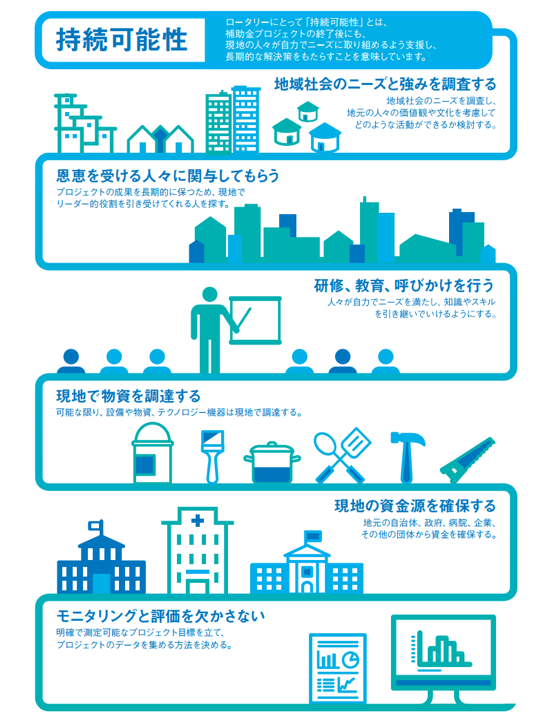 持続可能性
ロータリーにとって「持続可能性」とは、
補助金プロジェクトの終了後にも、
現地の人々が自力でニーズに取り組めるよう支援し、
長期的な解決策をもたらすことを意味しています。
地域社会のニーズと強みを調査する
地域社会のニーズを調査し、
地元の人々の価値観や文化を考慮して
どのような活動ができるか検討する。
恩恵を受ける人々に関与してもらう
プロジェクトの成果を長期的に保つため、現地で
リーダー的役割を引き受けてくれる人を探す。
研修、教育、呼びかけを行う
人々が自力でニーズを満たし、知識やスキル
を引き継いでいけるようにする。
現地で物資を調達する
可能な限り、設備や物資、テクノロジー機器は現地で調達する。
現地の資金源を確保する
地元の自治体、政府、病院、企業、
その他の団体から資金を確保する。
モニタリングと評価を欠かさない
明確で測定可能なプロジェクト目標を立て、
プロジェクトのデータを集める方法を決める。